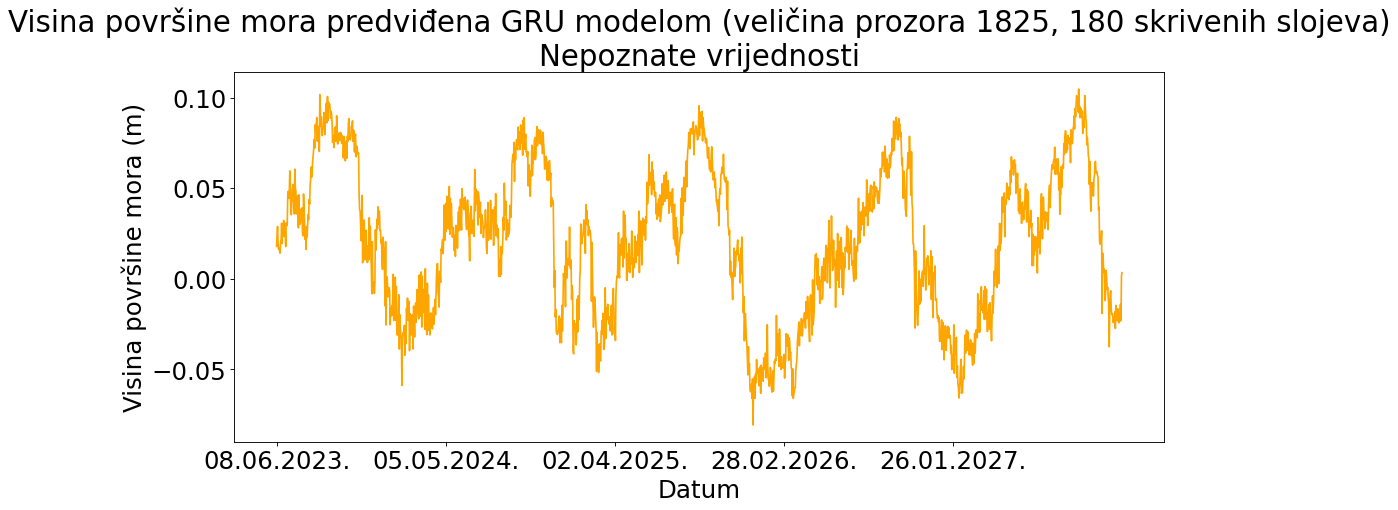 Visina površine mora predviđena GRU modelom (veličina prozora 1825, 180 skrivenih slojeva)
Nepoznate vrijednosti
Visina površine mora (m)
0.10
0.05
0.00
−0.05
08.06.2023. 05.05.2024. 02.04.2025. 28.02.2026. 26.01.2027.
Datum